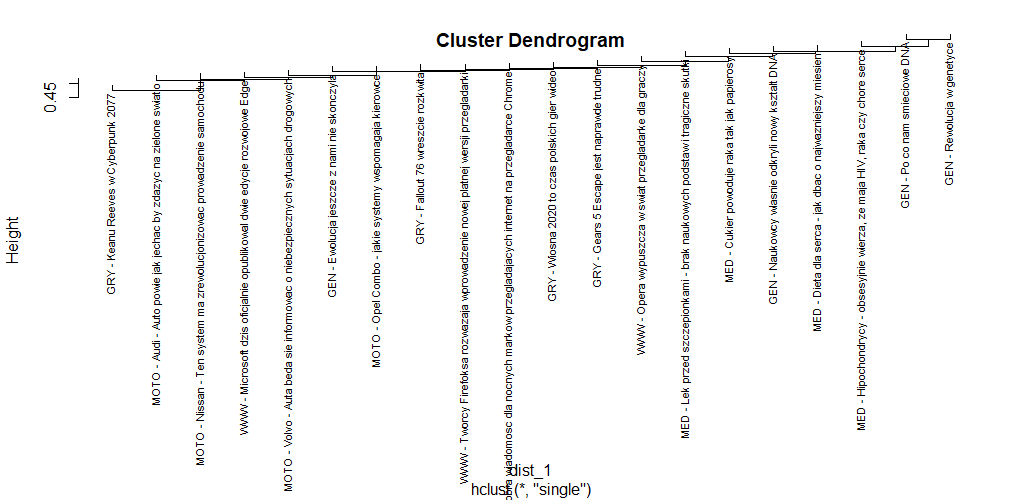 Cluster Dendrogram
0.45
Height
GRY - Keanu Reeves w Cyberpunk 2077
MOTO - Audi - Auto powie jak jechac by zdazyc na zielone swiatlo
MOTO - Nissan - Ten system ma zrewolucjonizowac prowadzenie samochodu
WWW - Microsoft dzis oficjalnie opublikowal dwie edycje rozwojowe Edge
MOTO - Volvo - Auta beda sie informowac o niebezpiecznych sytuacjach drogowych
GEN - Ewolucja jeszcze z nami nie skonczyla
MOTO - Opel Combo - jakie systemy wspomagaja kierowce
GRY - Fallout 76 wreszcie rozkwita
WWW - Tworcy Firefoksa rozwazaja wprowadzenie nowej platnej wersji przegladarki
wiadomosc dla nocnych markow przegladajacych internet na przegladarce Chrome
GRY - Wiosna 2020 to czas polskich gier wideo
GRY - Gears 5 Escape jest naprawde trudne
WWW - Opera wypuszcza w swiat przegladarke dla graczy
MED - Lek przed szczepionkami - brak naukowych podstaw i tragiczne skutki
MED - Cukier powoduje raka tak jak papierosy
GEN - Naukowcy wlasnie odkryli nowy ksztalt DNA
MED - Dieta dla serca - jak dbac o najwazniejszy miesien
MED - Hipochondrycy - obsesyjnie wierza, ze maja HIV, raka czy chore serce
GEN - Po co nam smieciowe DNA
GEN - Rewolucja w genetyce
dist_1
hclust (*, "single")